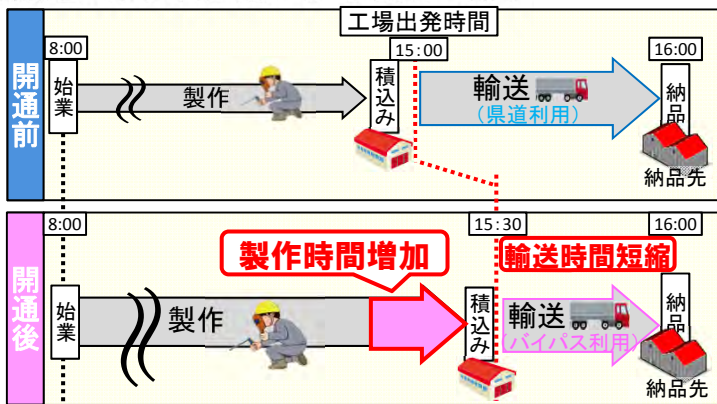 工場出発時間
開通前
8:00
15:00
16:00
始業
製作
積込み
輸送
(県道利用)
納品
納品先
開通後
8:00
15:30
16:00
製作時間増加
輸送時間短縮
始業
製作
積込み
輸送
(バイパス利用)
納品
納品先